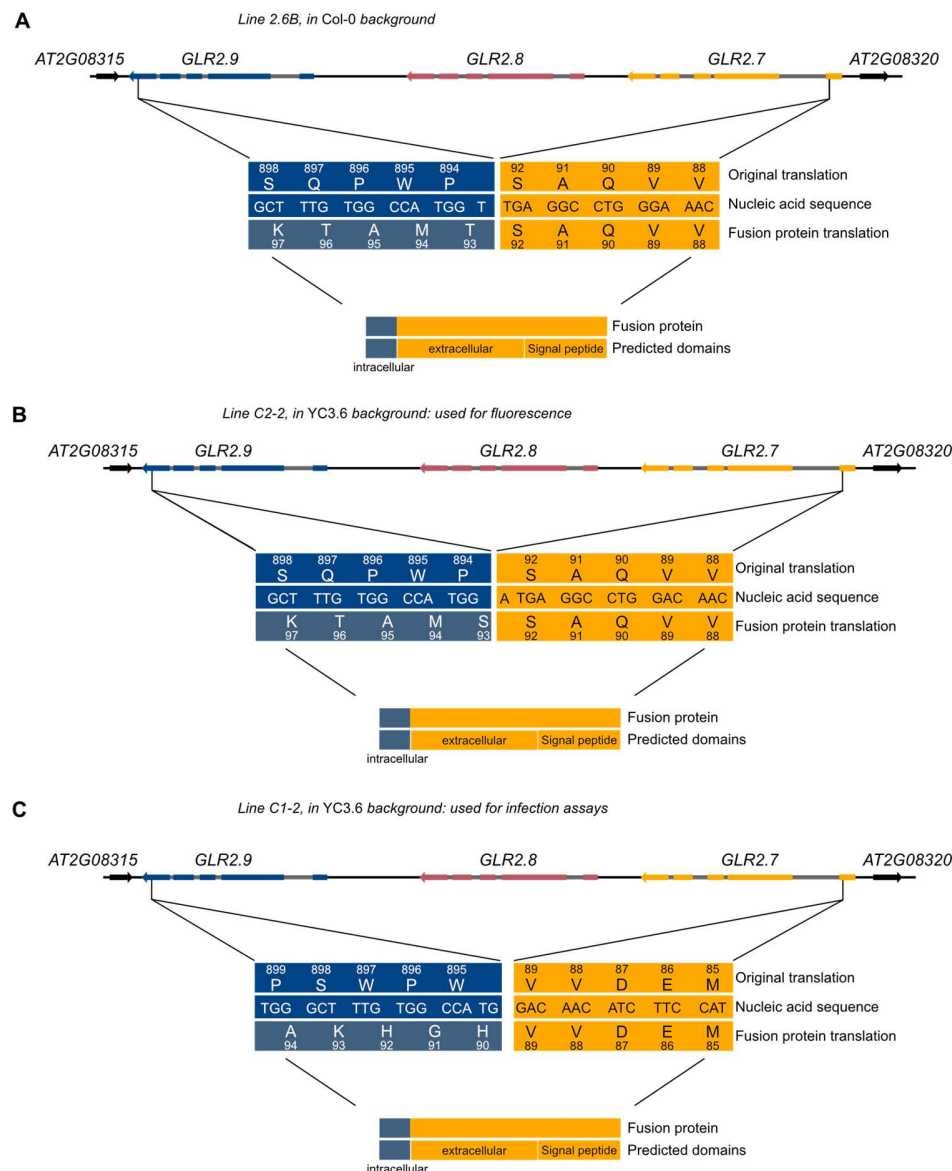 A
Line 2.6B, in Col-0 background
AT2G08315 GLR2.9 GLR2.8 GLR2.7 AT2G08320
898 897 896 895 894 92 91 90 89 88
S Q P W P S A Q V V Original translation
GCT TTG TGG CCA TGG T TGA GGC CTG GGA AAC Nucleic acid sequence
K T A M T S A Q V V Fusion protein translation
97 96 95 94 93 92 91 90 89 88
Fusion protein
extracellular Signal peptide Predicted domains
intracellular
B
Line C2-2, in YC3.6 background: used for fluorescence
AT2G08315 GLR2.9 GLR2.8 GLR2.7 AT2G08320
898 897 896 895 894 92 91 90 89 88
S Q P W P S A Q V V Original translation
GCT TTG TGG CCA TGG A TGA GGC CTG GAC AAC Nucleic acid sequence
K T A M S S A Q V V Fusion protein translation
97 96 95 94 93 92 91 90 89 88
Fusion protein
extracellular Signal peptide Predicted domains
intracellular
C
Line C1-2, in YC3.6 background: used for infection assays
AT2G08315 GLR2.9 GLR2.8 GLR2.7 AT2G08320
899 898 897 896 895 89 88 87 86 85
P S W P W V V D E M Original translation
TGG GCT TTG TGG CCA TG GAC AAC ATC TTC CAT Nucleic acid sequence
A K H G H V V D E M Fusion protein translation
94 93 92 91 90 89 88 87 86 85
Fusion protein
extracellular Signal peptide Predicted domains
intracellular